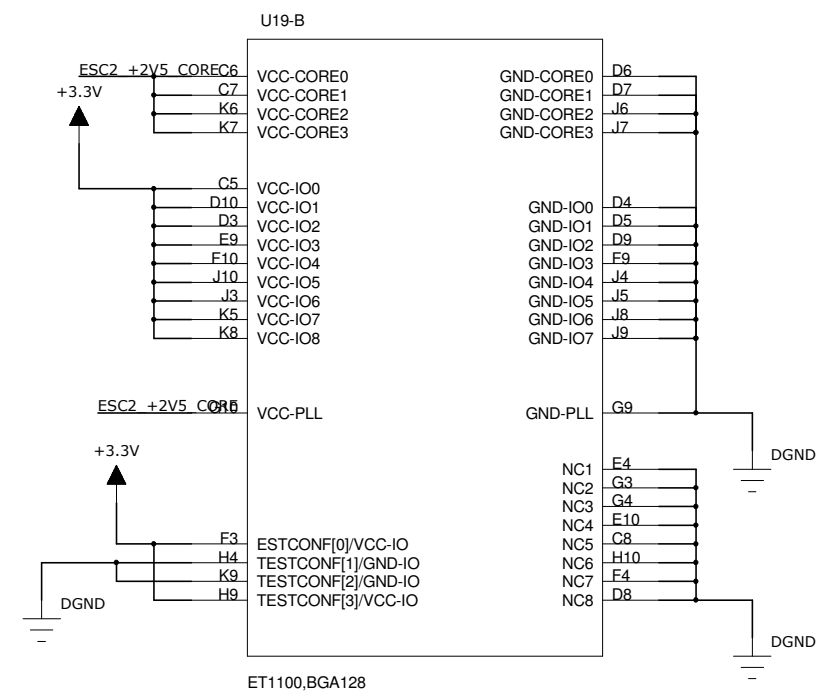 U19-B
ESC2_+2V5_CORE C6 VCC-CORE0 GND-CORE0 D6
C7 VCC-CORE1 GND-CORE1 D7
+3.3V
K6 VCC-CORE2 GND-CORE2 J6
K7 VCC-CORE3 GND-CORE3 J7
C5 VCC-IO0
D10 VCC-IO1 GND-IO0 D4
D3 VCC-IO2 GND-IO1 D5
E9 VCC-IO3 GND-IO2 D9
F10 VCC-IO4 GND-IO3 F9
J10 VCC-IO5 GND-IO4 J4
J3 VCC-IO6 GND-IO5 J5
K5 VCC-IO7 GND-IO6 J8
K8 VCC-IO8 GND-IO7 J9
ESC2_+2V5_CORE G10 VCC-PLL GND-PLL G9
+3.3V
DGND
NC1 E4
NC2 G3
NC3 G4
NC4 E10
F3 ESTCONF[0]/VCC-IO NC5 C8
H4 TESTCONF[1]/GND-IO NC6 H10
K9 TESTCONF[2]/GND-IO NC7 F4
H9 TESTCONF[3]/VCC-IO NC8 D8
DGND
DGND
ET1100,BGA128